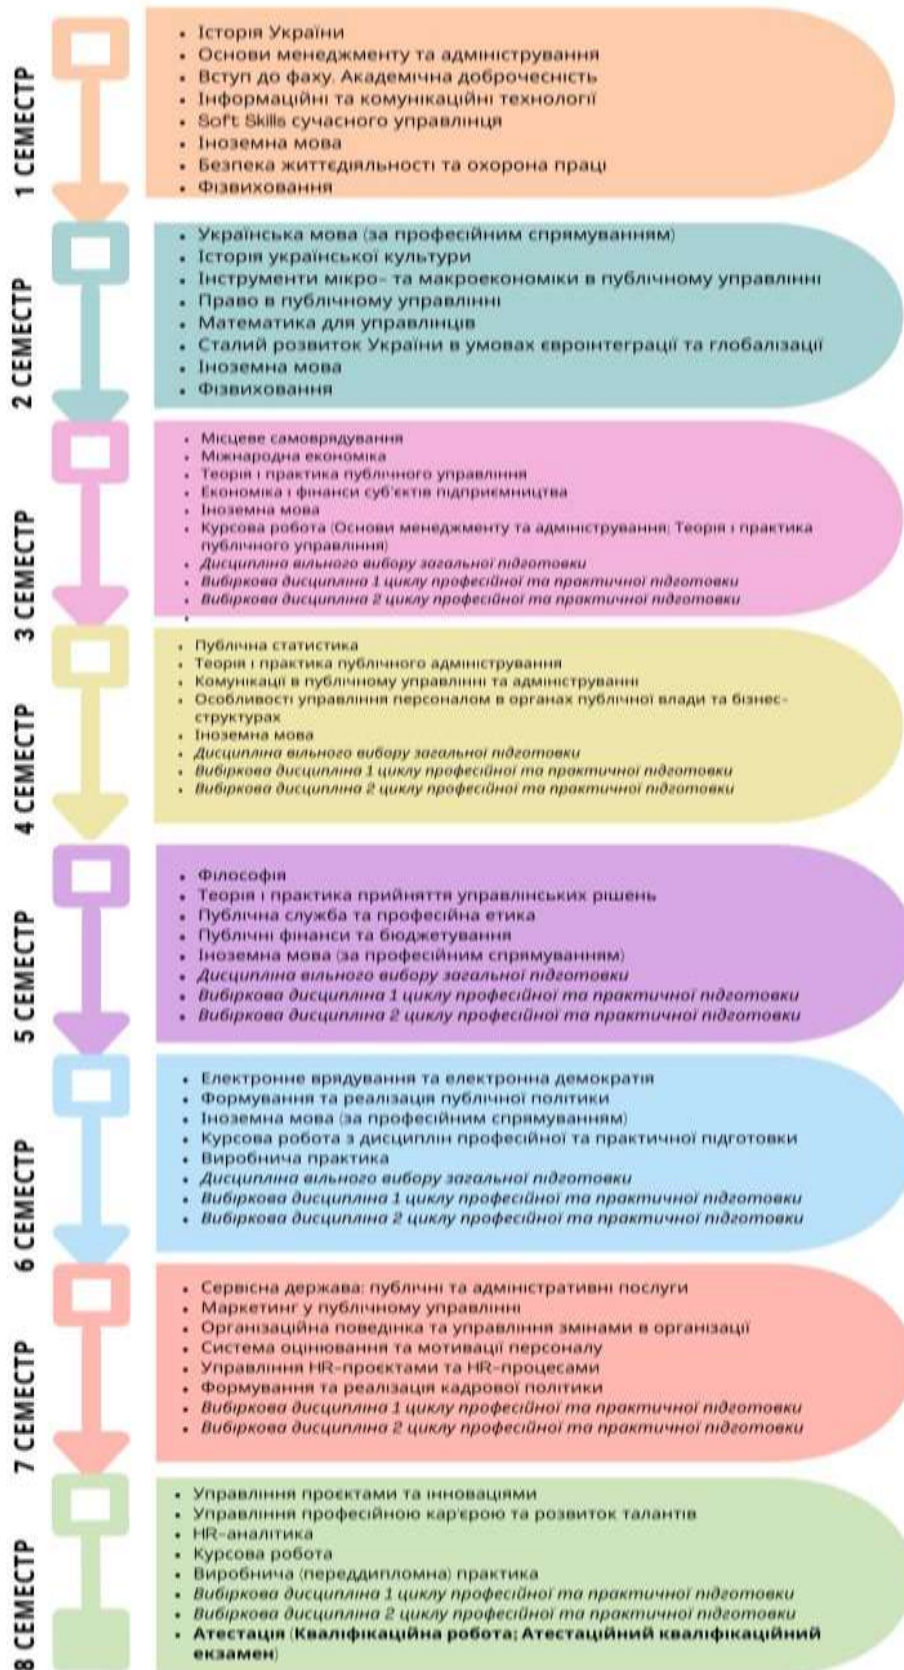 1 СЕМЕСТР
• Історія України
• Основи менеджменту та адміністрування
• Вступ до фаху. Академічна доброчесність
• Інформаційні та комунікаційні технології
• Soft Skills сучасного управлінця
• Іноземна мова
• Безпека життєдіяльності та охорона праці
• Фізвиховання
2 СЕМЕСТР
• Українська мова (за професійним спрямуванням)
• Історія української культури
• Інструменти мікро- та макроекономіки в публічному управлінні
• Право в публічному управлінні
• Математика для управлінців
• Сталий розвиток України в умовах євроінтеграції та глобалізації
• Іноземна мова
• Фізвиховання
3 СЕМЕСТР
• Місцеве самоврядування
• Міжнародна економіка
• Теорія і практика публічного управління
• Економіка і фінанси суб'єктів підприємництва
• Іноземна мова
• Курсова робота (Основи менеджменту та адміністрування; Теорія і практика
публічного управління)
• Дисципліна вільного вибору загальної підготовки
• Вибіркова дисципліна 1 циклу професійної та практичної підготовки
• Вибіркова дисципліна 2 циклу професійної та практичної підготовки
•
4 СЕМЕСТР
• Публічна статистика
• Теорія і практика публічного адміністрування
• Комунікації в публічному управлінні та адмініструванні
• Особливості управління персоналом в органах публічної влади та бізнес-
структурах
• Іноземна мова
• Дисципліна вільного вибору загальної підготовки
• Вибіркова дисципліна 1 циклу професійної та практичної підготовки
• Вибіркова дисципліна 2 циклу професійної та практичної підготовки
5 СЕМЕСТР
• Філософія
• Теорія і практика прийняття управлінських рішень
• Публічна служба та професійна етика
• Публічні фінанси та бюджетування
• Іноземна мова (за професійним спрямуванням)
• Дисципліна вільного вибору загальної підготовки
• Вибіркова дисципліна 1 циклу професійної та практичної підготовки
• Вибіркова дисципліна 2 циклу професійної та практичної підготовки
6 СЕМЕСТР
• Електронне врядування та електронна демократія
• Формування та реалізація публічної політики
• Іноземна мова (за професійним спрямуванням)
• Курсова робота з дисциплін професійної та практичної підготовки
• Виробнича практика
• Дисципліна вільного вибору загальної підготовки
• Вибіркова дисципліна 1 циклу професійної та практичної підготовки
• Вибіркова дисципліна 2 циклу професійної та практичної підготовки
7 СЕМЕСТР
• Сервісна держава: публічні та адміністративні послуги
• Маркетинг у публічному управлінні
• Організаційна поведінка та управління змінами в організації
• Система оцінювання та мотивації персоналу
• Управління HR-проєктами та HR-процесами
• Формування та реалізація кадрової політики
• Вибіркова дисципліна 1 циклу професійної та практичної підготовки
• Вибіркова дисципліна 2 циклу професійної та практичної підготовки
8 СЕМЕСТР
• Управління проєктами та інноваціями
• Управління професійною кар'єрою та розвиток талантів
• HR-аналітика
• Курсова робота
• Виробнича (переддипломна) практика
• Вибіркова дисципліна 1 циклу професійної та практичної підготовки
• Вибіркова дисципліна 2 циклу професійної та практичної підготовки
• Атестація (Кваліфікаційна робота; Атестаційний кваліфікаційний
екзамен)